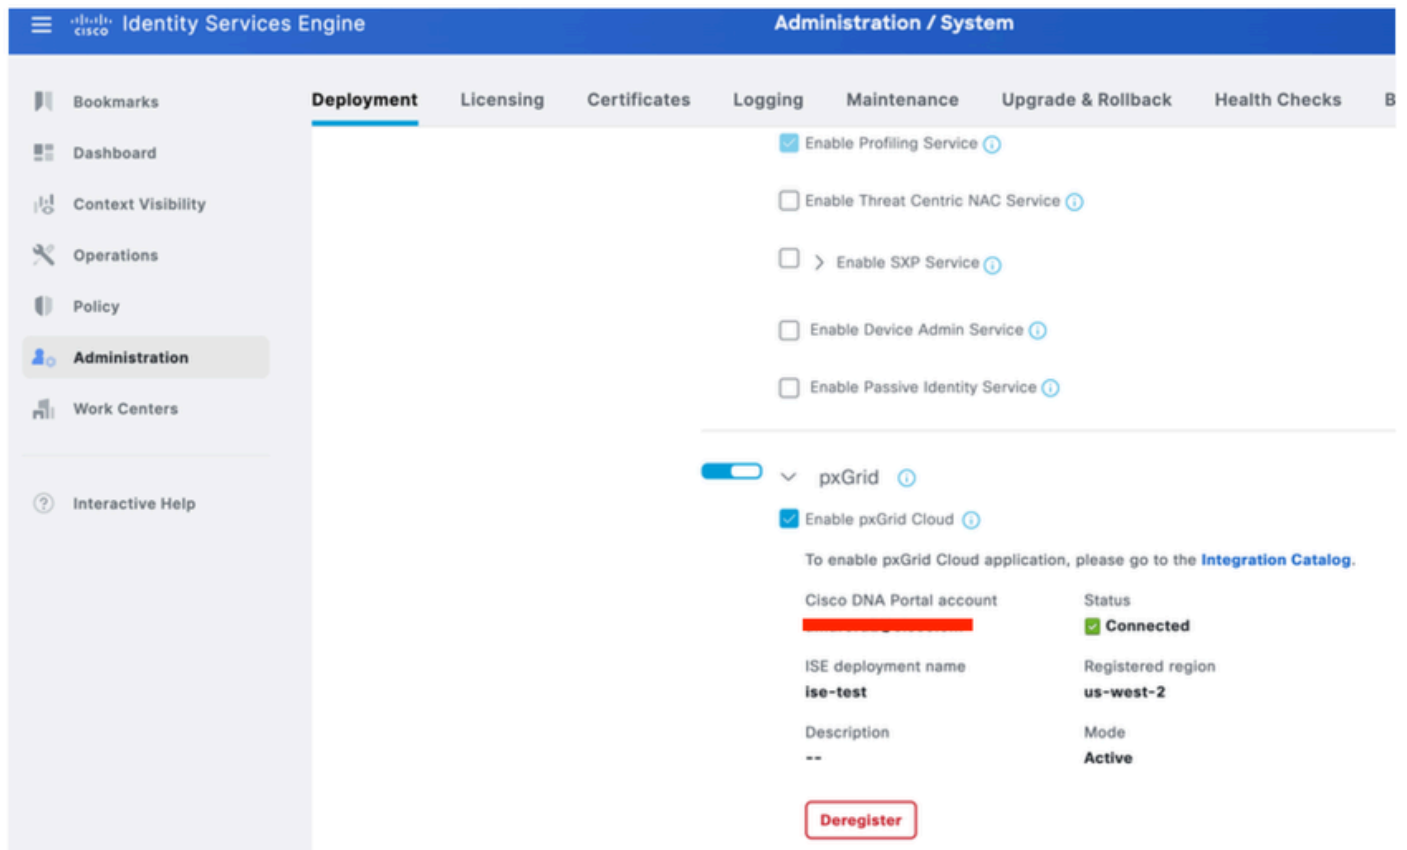 cisco Identity Services Engine
Administration / System
Bookmarks
Dashboard
Context Visibility
Operations
Policy
Administration
Work Centers
Interactive Help
Deployment Licensing Certificates Logging Maintenance Upgrade & Rollback Health Checks B
Enable Profiling Service
Enable Threat Centric NAC Service
Enable SXP Service
Enable Device Admin Service
Enable Passive Identity Service
pxGrid
Enable pxGrid Cloud
To enable pxGrid Cloud application, please go to the Integration Catalog.
Cisco DNA Portal account
Status
Connected
ISE deployment name
ise-test
Registered region
us-west-2
Description
--
Mode
Active
Deregister